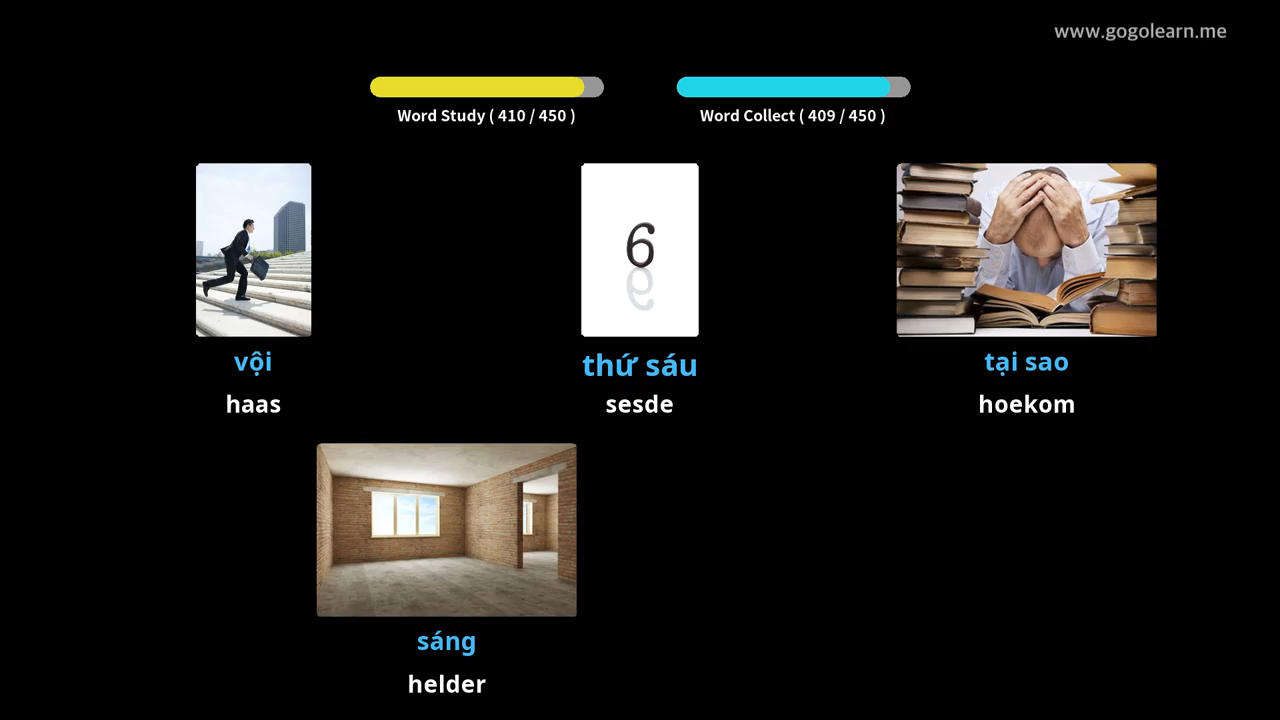 www.gogolearn.me
Word Study ( 410 / 450 )
Word Collect ( 409 / 450 )
6
vội
thứ sáu
tại sao
haas
sesde
hoekom
sáng
helder